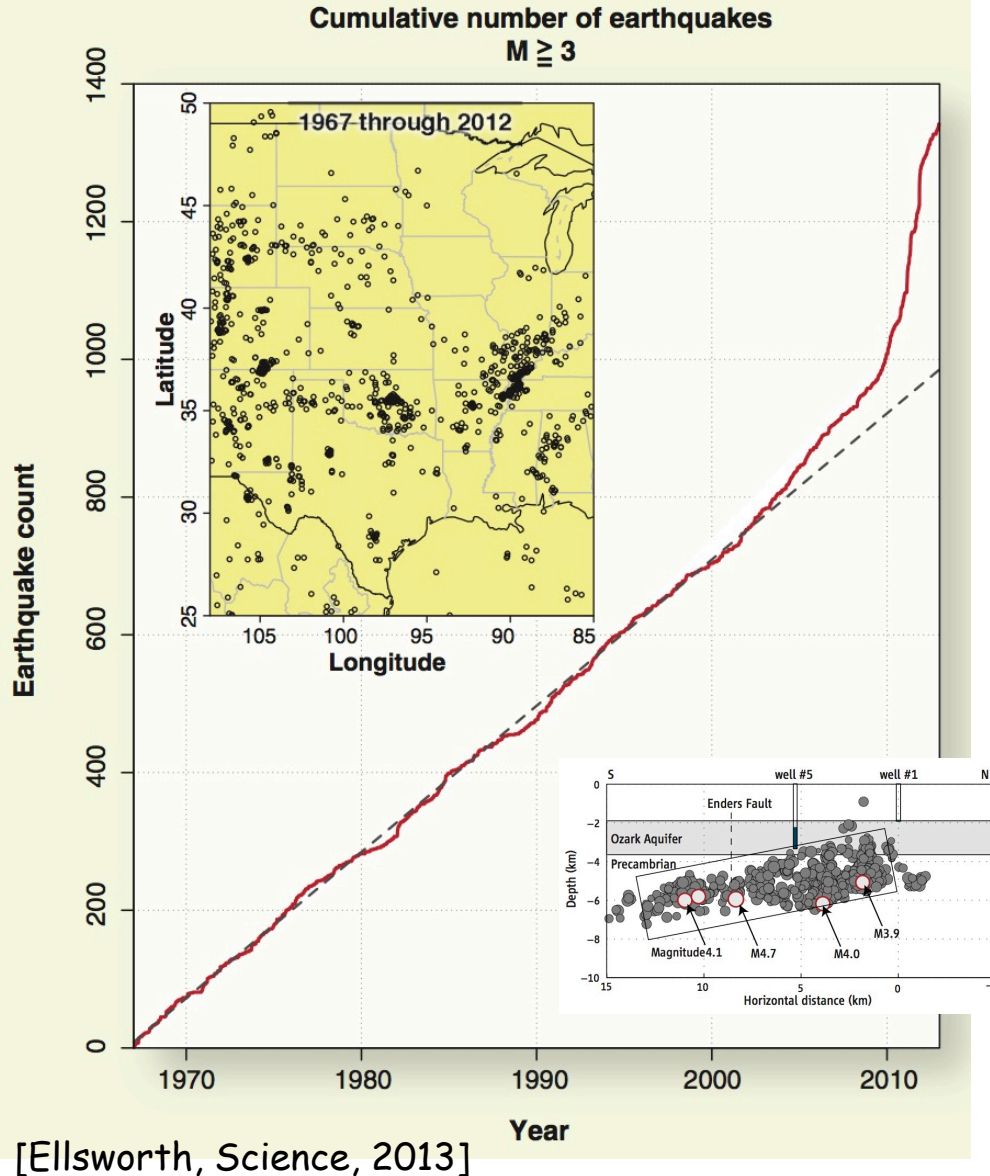 Cumulative number of earthquakes
M ≧ 3
1400
1200
1000
800
600
400
200
0
Earthquake count
1967 through 2012
50
45
40
35
30
25
Latitude
105 100 95 90 85
Longitude
S well #5 well #1 N
Enders Fault
0
−2
−4
−6
−8
−10
Depth (km)
Ozark Aquifer
Precambrian
Magnitude4.1 M4.7 M4.0 M3.9
15 10 5 0
Horizontal distance (km)
1970 1980 1990 2000 2010
Year
[Ellsworth, Science, 2013]